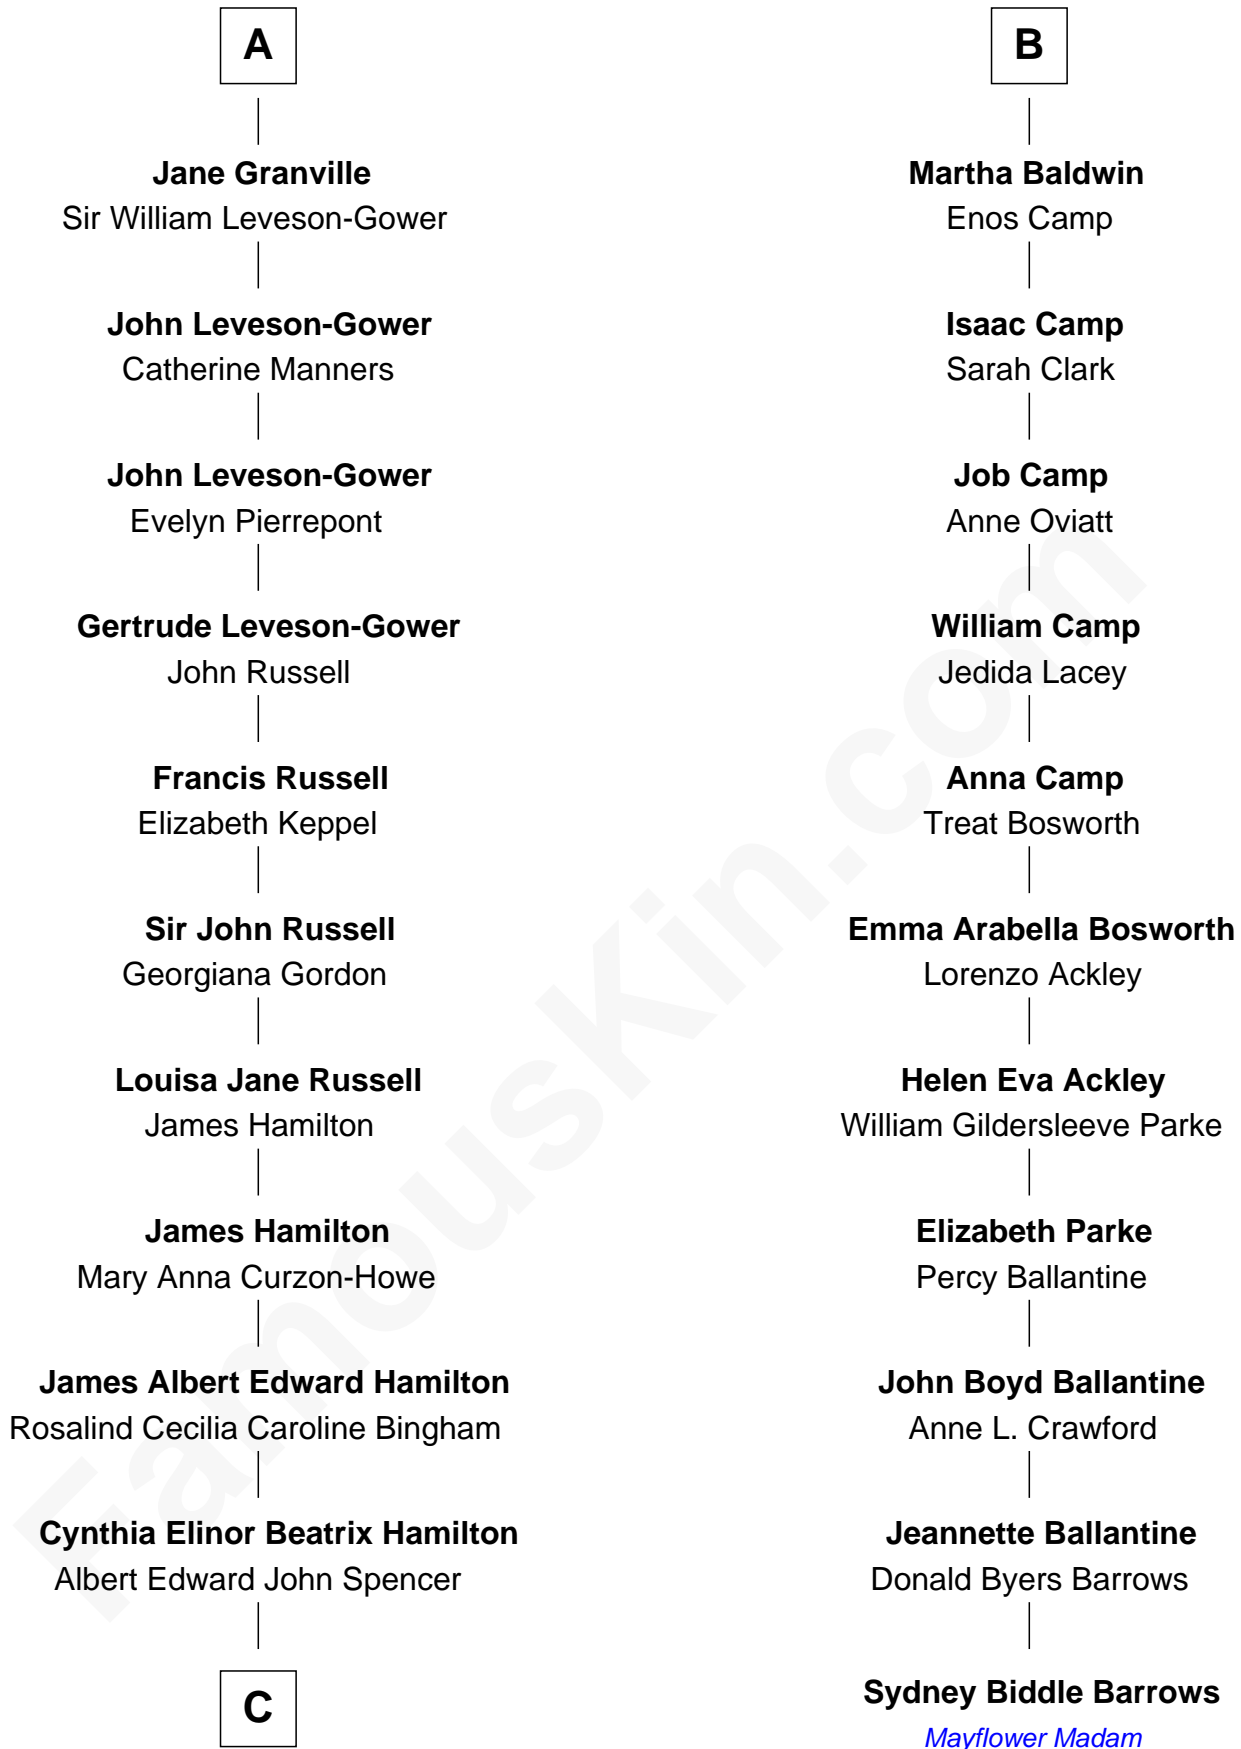 A
Jane Granville
Sir William Leveson-Gower
John Leveson-Gower
Catherine Manners
John Leveson-Gower
Evelyn Pierrepont
Gertrude Leveson-Gower
John Russell
Francis Russell
Elizabeth Keppel
Sir John Russell
Georgiana Gordon
Louisa Jane Russell
James Hamilton
James Hamilton
Mary Anna Curzon-Howe
James Albert Edward Hamilton
Rosalind Cecilia Caroline Bingham
Cynthia Elinor Beatrix Hamilton
Albert Edward John Spencer
C
B
Martha Baldwin
Enos Camp
Isaac Camp
Sarah Clark
Job Camp
Anne Oviatt
William Camp
Jedida Lacey
Anna Camp
Treat Bosworth
Emma Arabella Bosworth
Lorenzo Ackley
Helen Eva Ackley
William Gildersleeve Parke
Elizabeth Parke
Percy Ballantine
John Boyd Ballantine
Anne L. Crawford
Jeannette Ballantine
Donald Byers Barrows
Sydney Biddle Barrows
Mayflower Madam
FamousKin.com